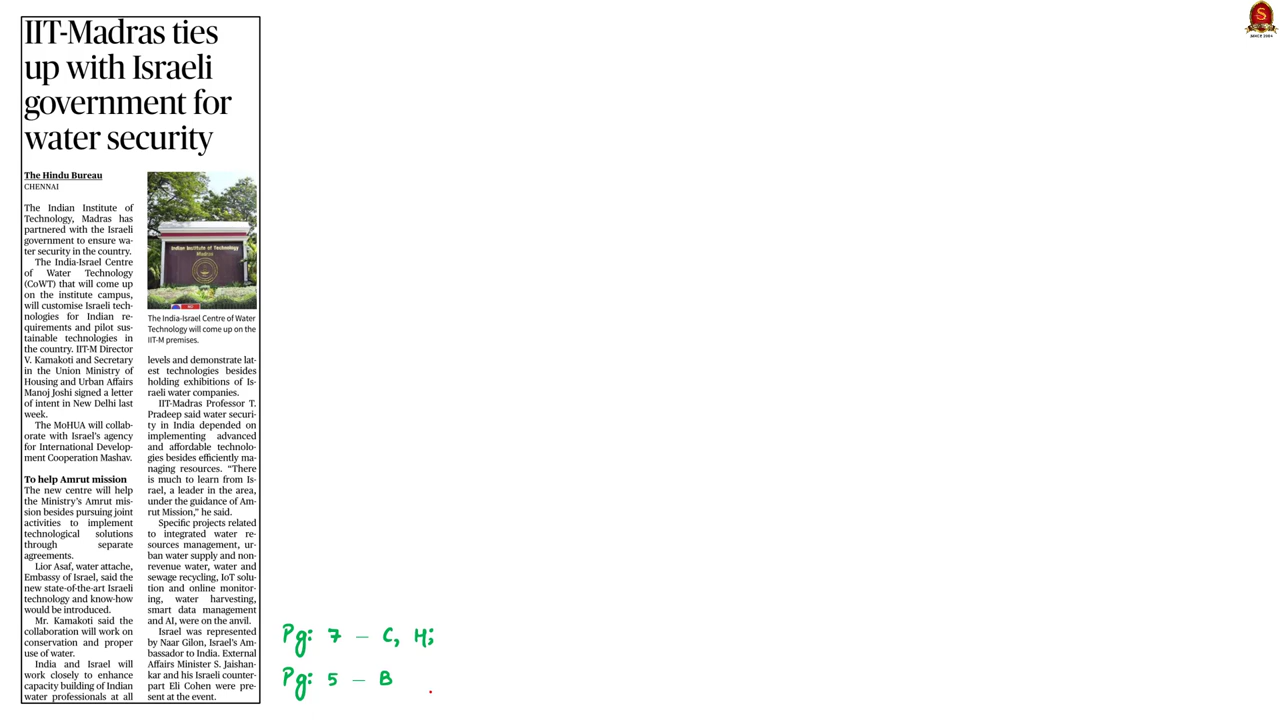 IIT-Madras ties
up with Israeli
government for
water security
The Hindu Bureau
CHENNAI
The Indian Institute of
Technology, Madras has
partnered with the Israeli
government to ensure wa-
ter security in the country.
The India-Israel Centre
of Water Technology
(CoWT) that will come up
on the institute campus,
will customise Israeli tech-
nologies for Indian re-
quirements and pilot sus-
tainable technologies in
the country. IIT-M Director
V. Kamakoti and Secretary
in the Union Ministry of
Housing and Urban Affairs
Manoj Joshi signed a letter
of intent in New Delhi last
week.
The MoHUA will collab-
orate with Israel's agency
for International Develop-
ment Cooperation Mashav.
To help Amrut mission
The new centre will help
the Ministry's Amrut mis-
sion besides pursuing joint
activities to implement
technological solutions
through separate
agreements.
Lior Asaf, water attache,
Embassy of Israel, said the
new state-of-the-art Israeli
technology and know-how
would be introduced.
Mr. Kamakoti said the
collaboration will work on
conservation and proper
use of water.
India and Israel will
work closely to enhance
capacity building of Indian
water professionals at all
Indian Institute of Technology
Madras
The India-Israel Centre of Water
Technology will come up on the
IIT-M premises.
levels and demonstrate lat-
est technologies besides
holding exhibitions of Is-
raeli water companies.
IIT-Madras Professor T.
Pradeep said water securi-
ty in India depended on
implementing advanced
and affordable technolo-
gies besides efficiently ma-
naging resources. “There
is much to learn from Is-
rael, a leader in the area,
under the guidance of Am-
rut Mission,” he said.
Specific projects related
to integrated water re-
sources management, ur-
ban water supply and non-
revenue water, water and
sewage recycling, IoT solu-
tion and online monitor-
ing, water harvesting,
smart data management
and AI, were on the anvil.
Israel was represented
by Naar Gilon, Israel's Am-
bassador to India. External
Affairs Minister S. Jaishan-
kar and his Israeli counter-
part Eli Cohen were pre-
sent at the event.
Pg: 7 – C, H;
Pg: 5 – B
S
SINCE 2004